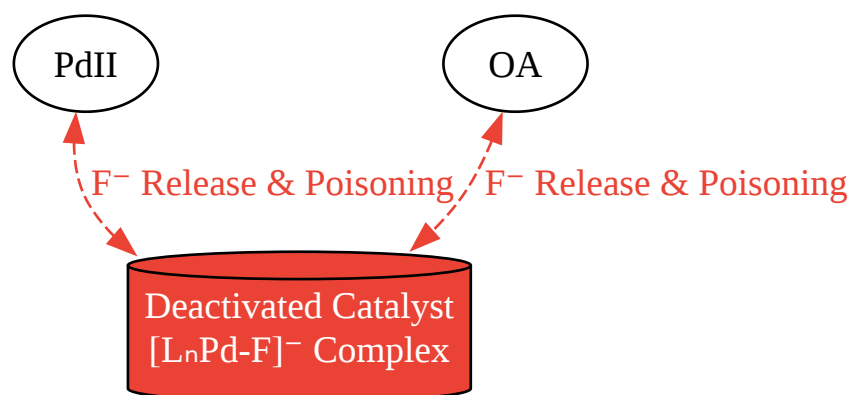 PdII
OA
F⁻ Release & Poisoning
F⁻ Release & Poisoning
Deactivated Catalyst
[LₙPd-F]⁻ Complex